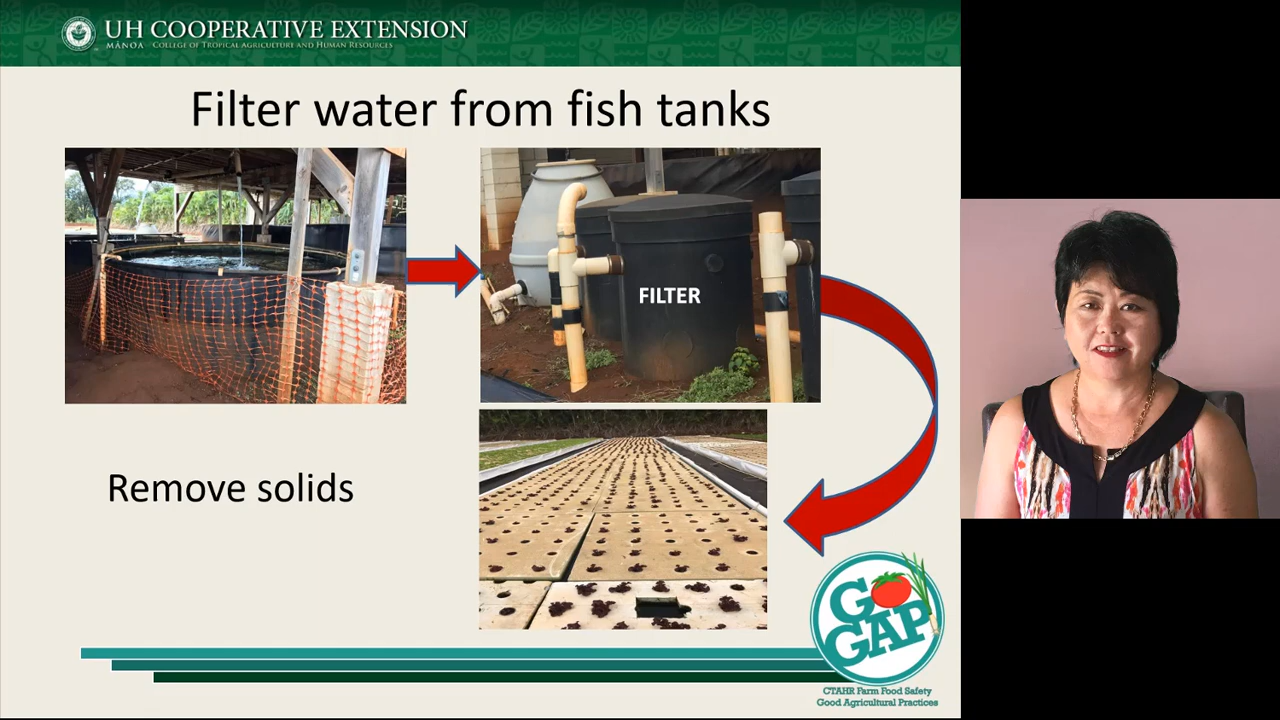 UH COOPERATIVE EXTENSION
MĀNOA COLLEGE OF TROPICAL AGRICULTURE AND HUMAN RESOURCES
Filter water from fish tanks
FILTER
Remove solids
GO
GAP
CTAHR Farm Food Safety
Good Agricultural Practices